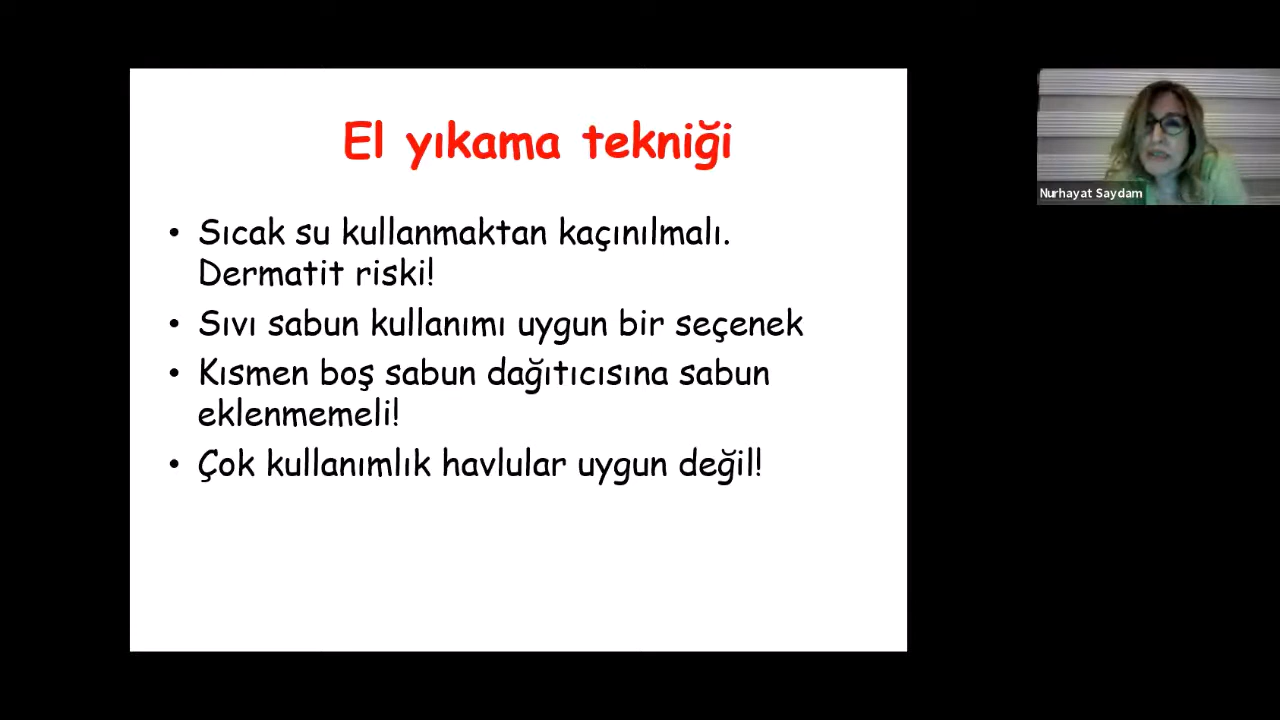 El yıkama tekniği
• Sıcak su kullanmaktan kaçınılmalı.
Dermatit riski!
• Sıvı sabun kullanımı uygun bir seçenek
• Kısmen boş sabun dağıtıcısına sabun
eklenmemeli!
• Çok kullanımlık havlular uygun değil!
Nurhayat Saydam